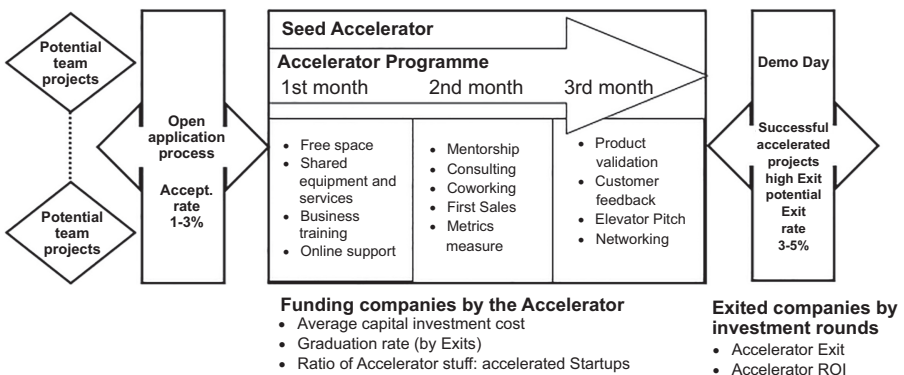 Potential
team
projects
Potential
team
projects
Open
application
process
Accept.
rate
1-3%
Seed Accelerator
Accelerator Programme
1st month 2nd month 3rd month
• Free space
• Shared
equipment and
services
• Business
training
• Online support
• Mentorship
• Consulting
• Coworking
• First Sales
• Metrics
measure
• Product
validation
• Customer
feedback
• Elevator Pitch
• Networking
Demo Day
Successful
accelerated
projects
high Exit
potential
Exit
rate
3-5%
Funding companies by the Accelerator
• Average capital investment cost
• Graduation rate (by Exits)
• Ratio of Accelerator stuff: accelerated Startups
Exited companies by
investment rounds
• Accelerator Exit
• Accelerator ROI